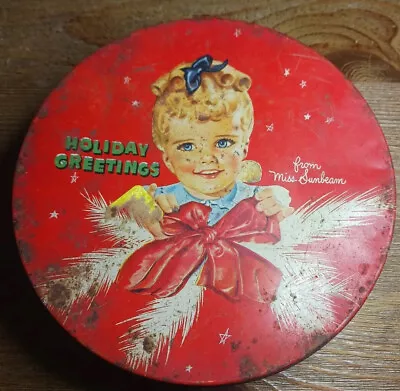 HOLIDAY
GREETINGS
from
Miss Sunbeam